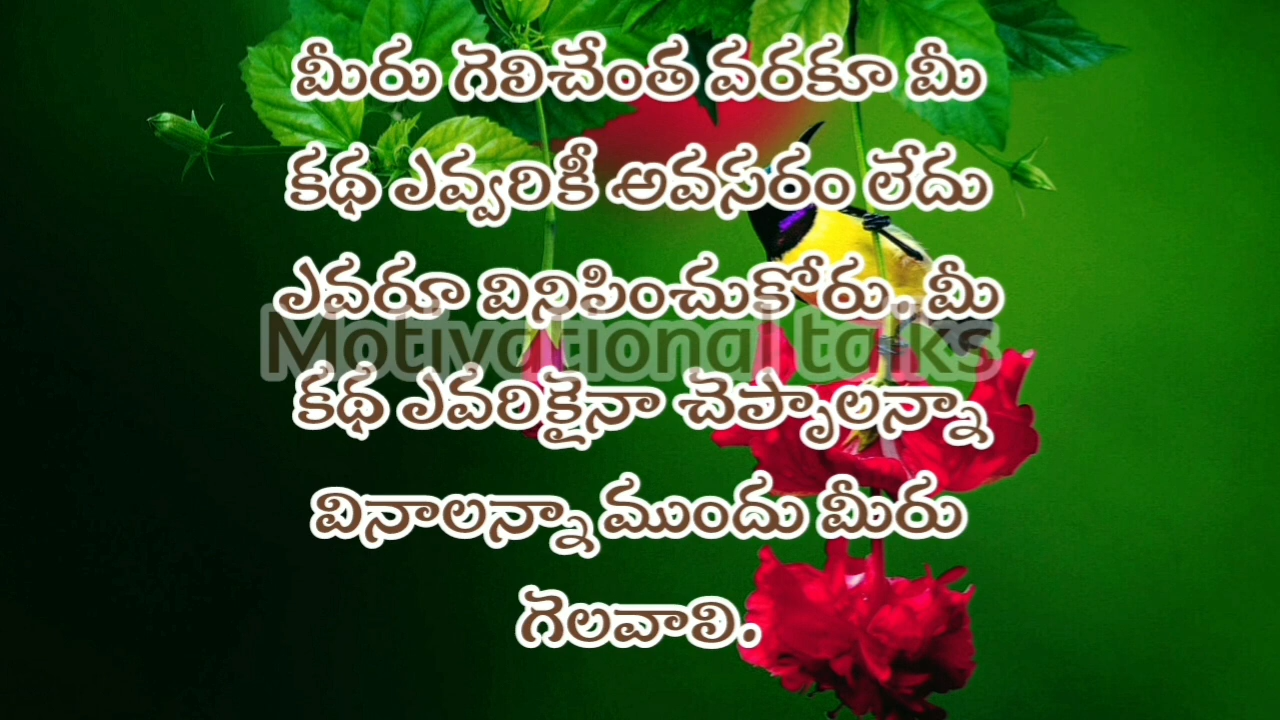 మీరు గెలిచేంత వరకూ మీ
కథ ఎవ్వరికీ అవసరం లేదు
ఎవరూ వినిపించుకోరు. మీ
Motivational talks
కథ ఎవరికైనా చెప్పాలన్నా
వినాలన్నా ముందు మీరు
గెలవాలి.